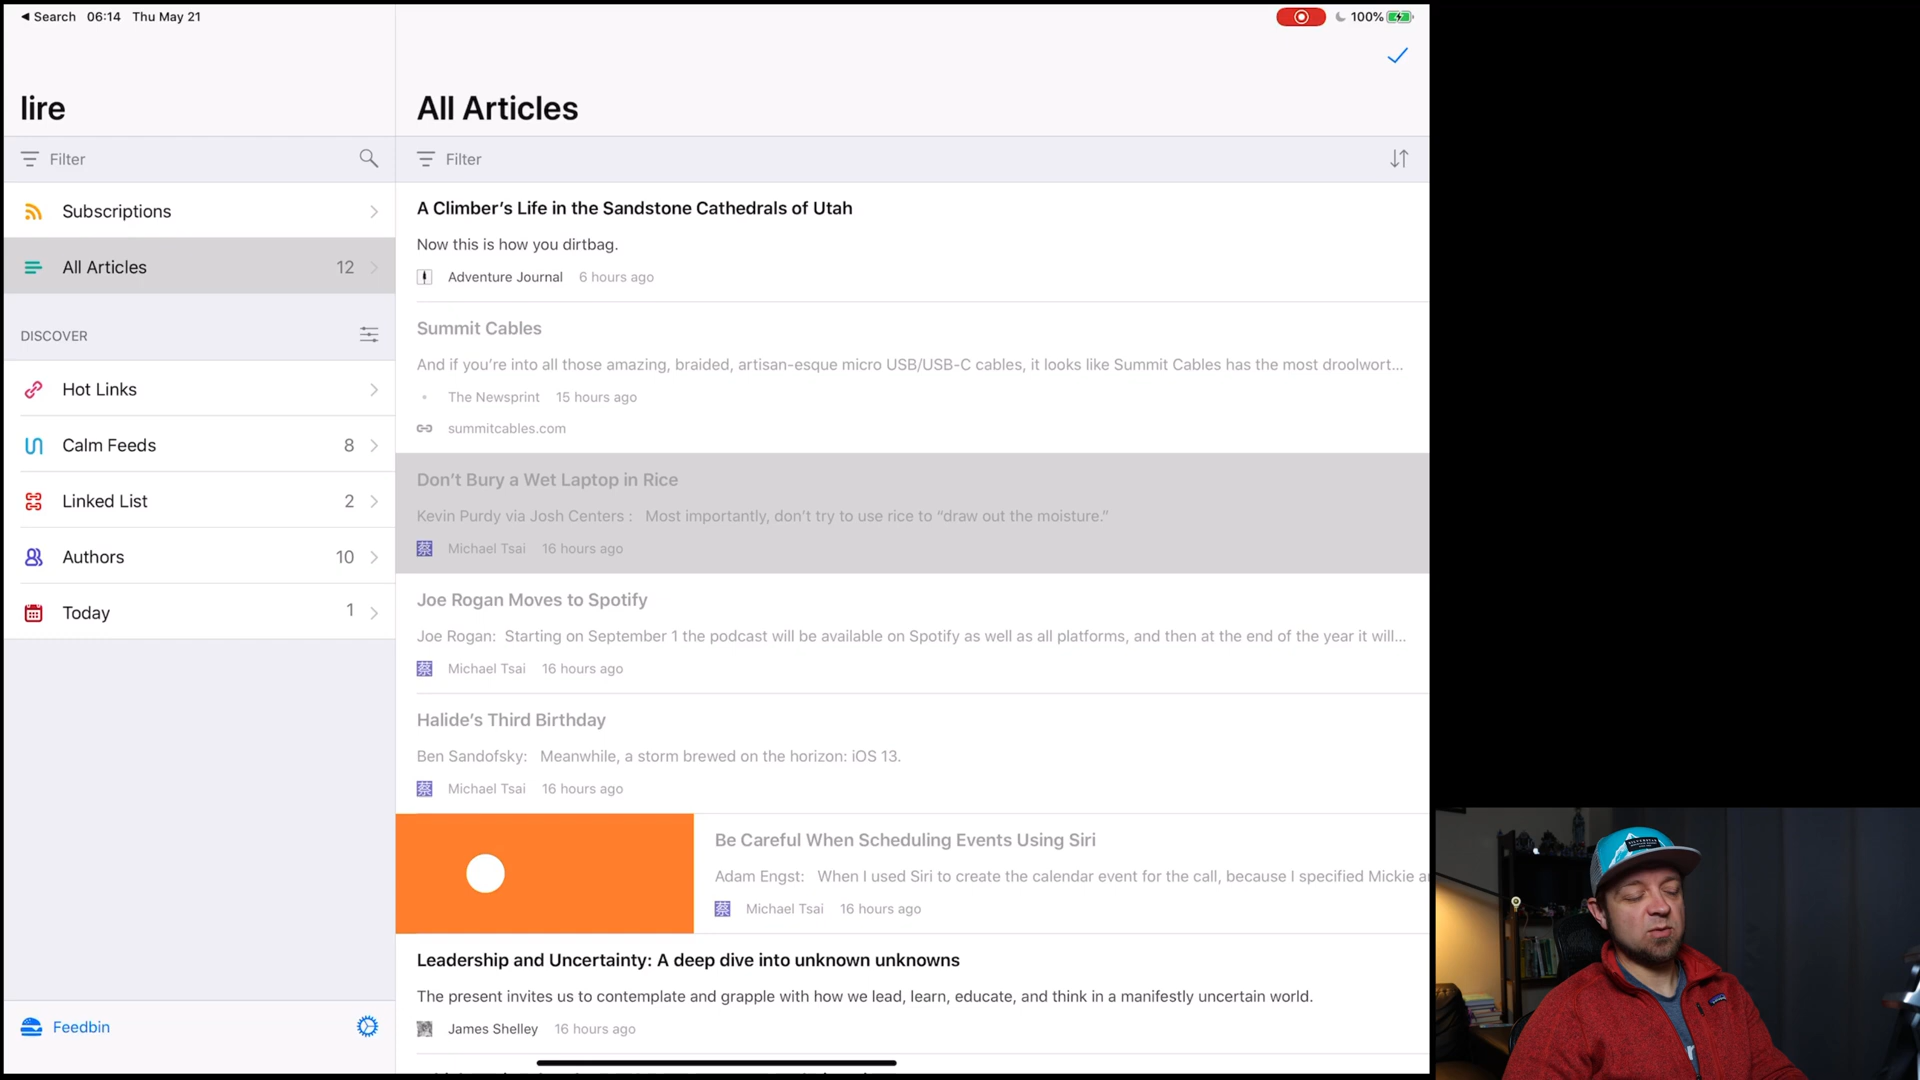 Search 06:14 Thu May 21
100%
lire
Filter
Subscriptions
All Articles 12
DISCOVER
Hot Links
Calm Feeds 8
Linked List 2
Authors 10
Today 1
Feedbin
All Articles
Filter
A Climber’s Life in the Sandstone Cathedrals of Utah
Now this is how you dirtbag.
Adventure Journal 6 hours ago
Summit Cables
And if you’re into all those amazing, braided, artisan-esque micro USB/USB-C cables, it looks like Summit Cables has the most droolwort...
The Newsprint 15 hours ago
summitcables.com
Don’t Bury a Wet Laptop in Rice
Kevin Purdy via Josh Centers : Most importantly, don’t try to use rice to “draw out the moisture.”
蔡 Michael Tsai 16 hours ago
Joe Rogan Moves to Spotify
Joe Rogan: Starting on September 1 the podcast will be available on Spotify as well as all platforms, and then at the end of the year it will...
蔡 Michael Tsai 16 hours ago
Halide’s Third Birthday
Ben Sandofsky: Meanwhile, a storm brewed on the horizon: iOS 13.
蔡 Michael Tsai 16 hours ago
Be Careful When Scheduling Events Using Siri
Adam Engst: When I used Siri to create the calendar event for the call, because I specified Mickie a
蔡 Michael Tsai 16 hours ago
Leadership and Uncertainty: A deep dive into unknown unknowns
The present invites us to contemplate and grapple with how we lead, learn, educate, and think in a manifestly uncertain world.
James Shelley 16 hours ago